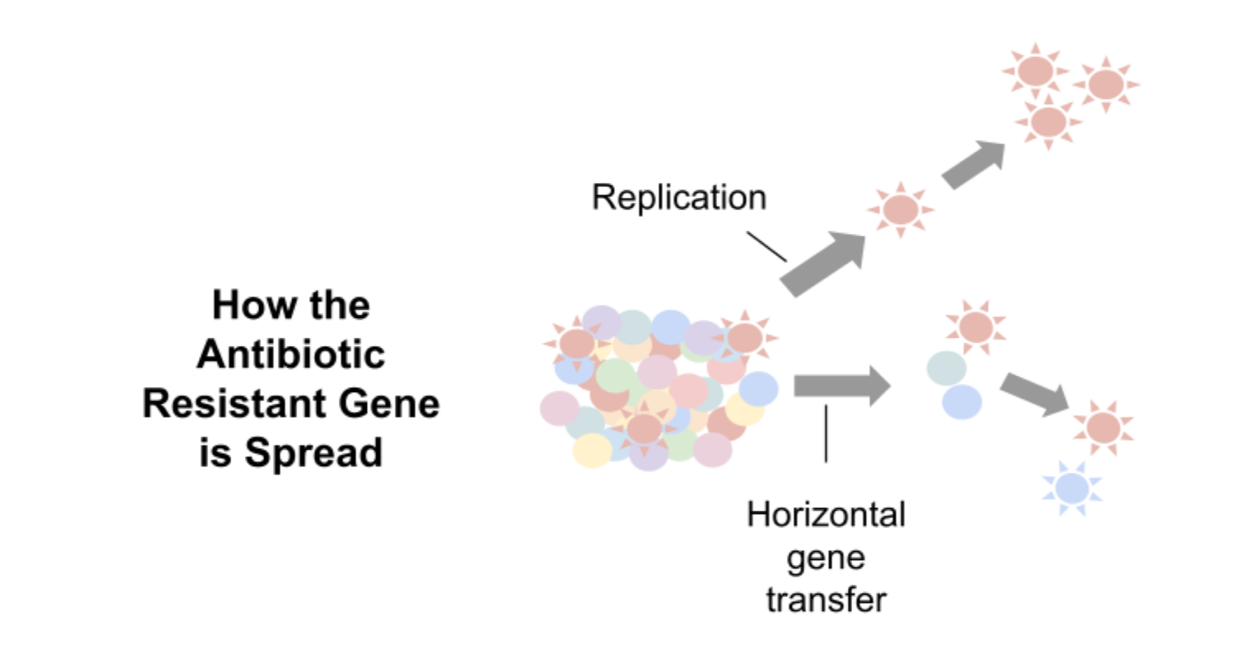 How the
Antibiotic
Resistant Gene
is Spread
Replication
Horizontal
gene
transfer